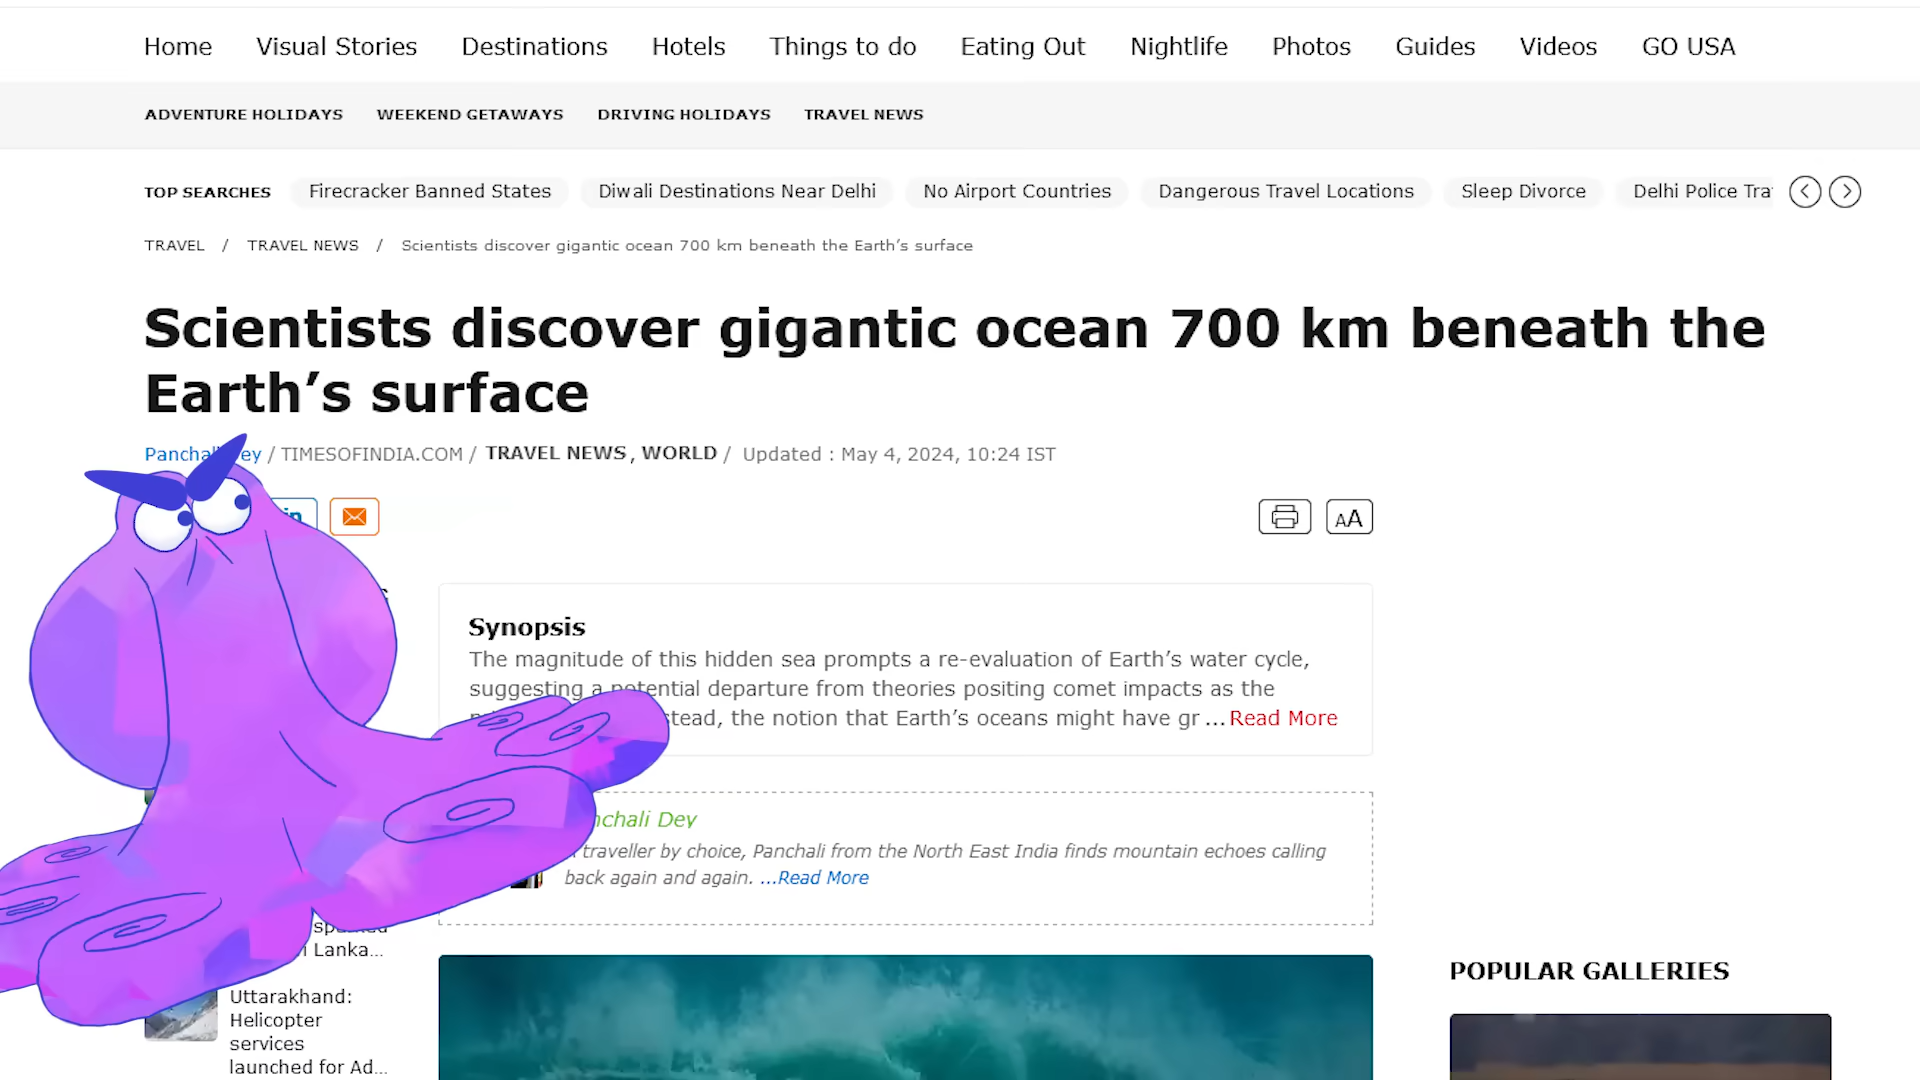 Home Visual Stories Destinations Hotels Things to do Eating Out Nightlife Photos Guides Videos GO USA
ADVENTURE HOLIDAYS WEEKEND GETAWAYS DRIVING HOLIDAYS TRAVEL NEWS
TOP SEARCHES Firecracker Banned States Diwali Destinations Near Delhi No Airport Countries Dangerous Travel Locations Sleep Divorce Delhi Police
TRAVEL / TRAVEL NEWS / Scientists discover gigantic ocean 700 km beneath the Earth’s surface
Scientists discover gigantic ocean 700 km beneath the
Earth’s surface
/ TIMESOFINDIA.COM / TRAVEL NEWS, WORLD / Updated : May 4, 2024, 10:24 IST
in
AA
Synopsis
The magnitude of this hidden sea prompts a re-evaluation of Earth’s water cycle,
suggesting a potential departure from theories positing comet impacts as the
the notion that Earth’s oceans might have gr ...Read More
Dey
traveller by choice, Panchali from the North East India finds mountain echoes calling
back again and again. ...Read More
Lanka...
POPULAR GALLERIES
Uttarakhand:
Helicopter
services
launched for Ad...